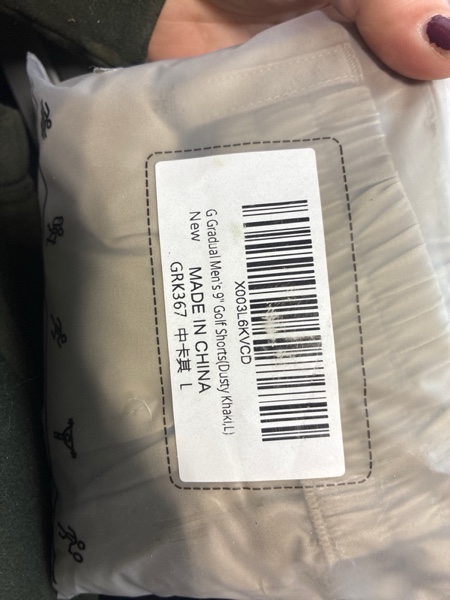 X003L6KVCD
G Gradual Men's 9" Golf Shorts(Dusty Khaki,L)
New
MADE IN CHINA
GRK367 中卡其 L